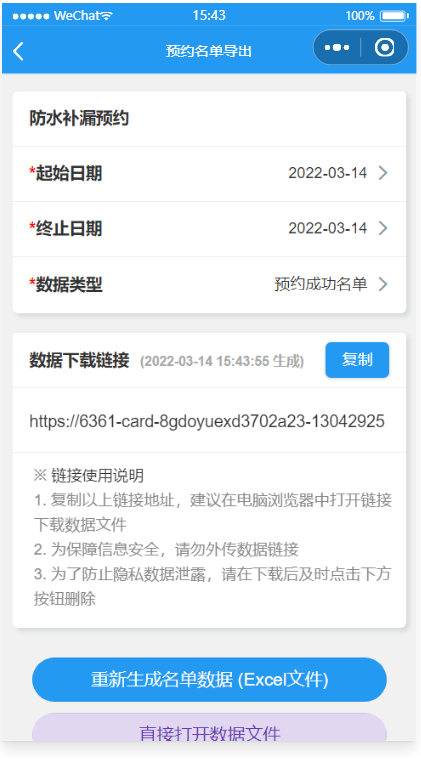 WeChat 15:43 100%
预约名单导出
防水补漏预约
*起始日期 2022-03-14
*终止日期 2022-03-14
*数据类型 预约成功名单
数据下载链接 (2022-03-14 15:43:55 生成) 复制
https://6361-card-8gdoyuexd3702a23-13042925
※ 链接使用说明
1. 复制以上链接地址，建议在电脑浏览器中打开链接
下载数据文件
2. 为保障信息安全，请勿外传数据链接
3. 为了防止隐私数据泄露，请在下载后及时点击下方
按钮删除
重新生成名单数据 (Excel文件)
直接打开数据文件